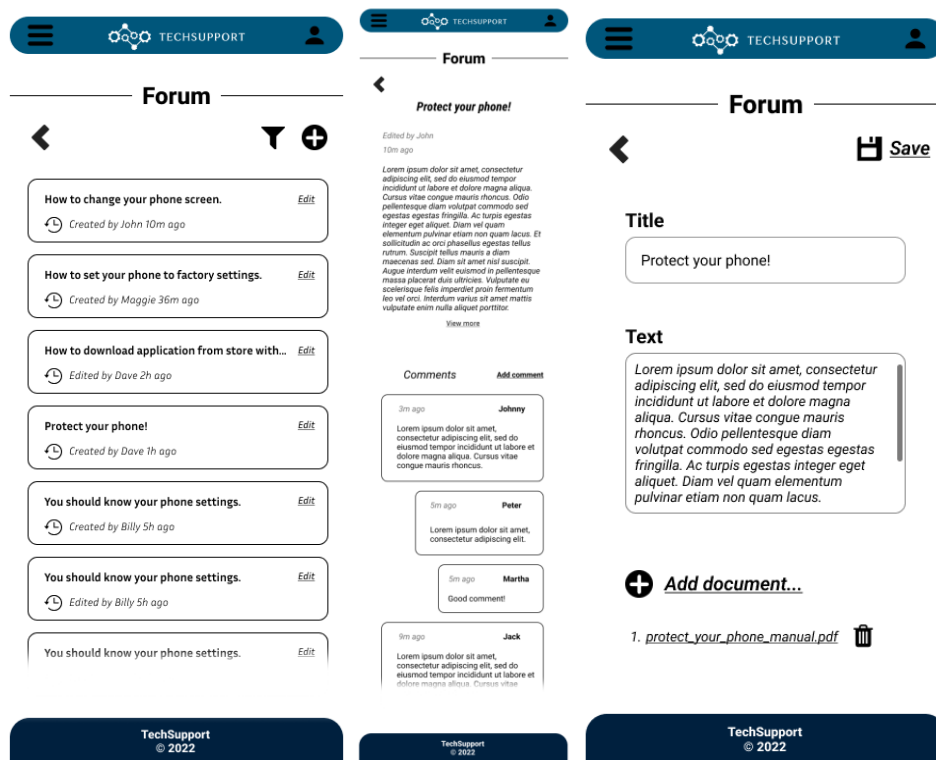 TECHSUPPORT
Forum
How to change your phone screen.
Edit
Created by John 10m ago
How to set your phone to factory settings.
Edit
Created by Maggie 36m ago
How to download application from store with...
Edit
Edited by Dave 2h ago
Protect your phone!
Edit
Created by Dave 1h ago
You should know your phone settings.
Edit
Created by Billy 5h ago
You should know your phone settings.
Edit
Edited by Billy 5h ago
You should know your phone settings.
Edit
TechSupport
© 2022
TECHSUPPORT
Forum
Protect your phone!
Edited by John
10m ago
Lorem ipsum dolor sit amet, consectetur
adipiscing elit, sed do eiusmod tempor
incididunt ut labore et dolore magna aliqua.
Cursus vitae congue mauris rhoncus. Odio
pellentesque diam volutpat commodo sed
egestas egestas fringilla. Ac turpis egestas
integer eget aliquet. Diam vel quam
elementum pulvinar etiam non quam lacus. Et
sollicitudin ac orci phasellus egestas tellus
rutrum. Suscipit tellus mauris a diam
maecenas sed. Diam sit amet nisl suscipit.
Augue interdum velit euismod in pellentesque
massa placerat duis ultricies. Vulputate eu
scelerisque felis imperdiet proin fermentum
leo vel orci. Interdum varius sit amet mattis
vulputate enim nulla aliquet porttitor.
View more
Comments
Add comment
3m ago
Johnny
Lorem ipsum dolor sit amet,
consectetur adipiscing elit, sed do
eiusmod tempor incididunt ut labore et
dolore magna aliqua. Cursus vitae
congue mauris rhoncus.
5m ago
Peter
Lorem ipsum dolor sit amet,
consectetur adipiscing elit.
5m ago
Martha
Good comment!
9m ago
Jack
Lorem ipsum dolor sit amet,
consectetur adipiscing elit, sed do
eiusmod tempor incididunt ut labore et
dolore magna aliqua. Cursus vitae
TechSupport
© 2022
TECHSUPPORT
Forum
Save
Title
Protect your phone!
Text
Lorem ipsum dolor sit amet, consectetur
adipiscing elit, sed do eiusmod tempor
incididunt ut labore et dolore magna
aliqua. Cursus vitae congue mauris
rhoncus. Odio pellentesque diam
volutpat commodo sed egestas egestas
fringilla. Ac turpis egestas integer eget
aliquet. Diam vel quam elementum
pulvinar etiam non quam lacus.
Add document...
1. protect_your_phone_manual.pdf
TechSupport
© 2022